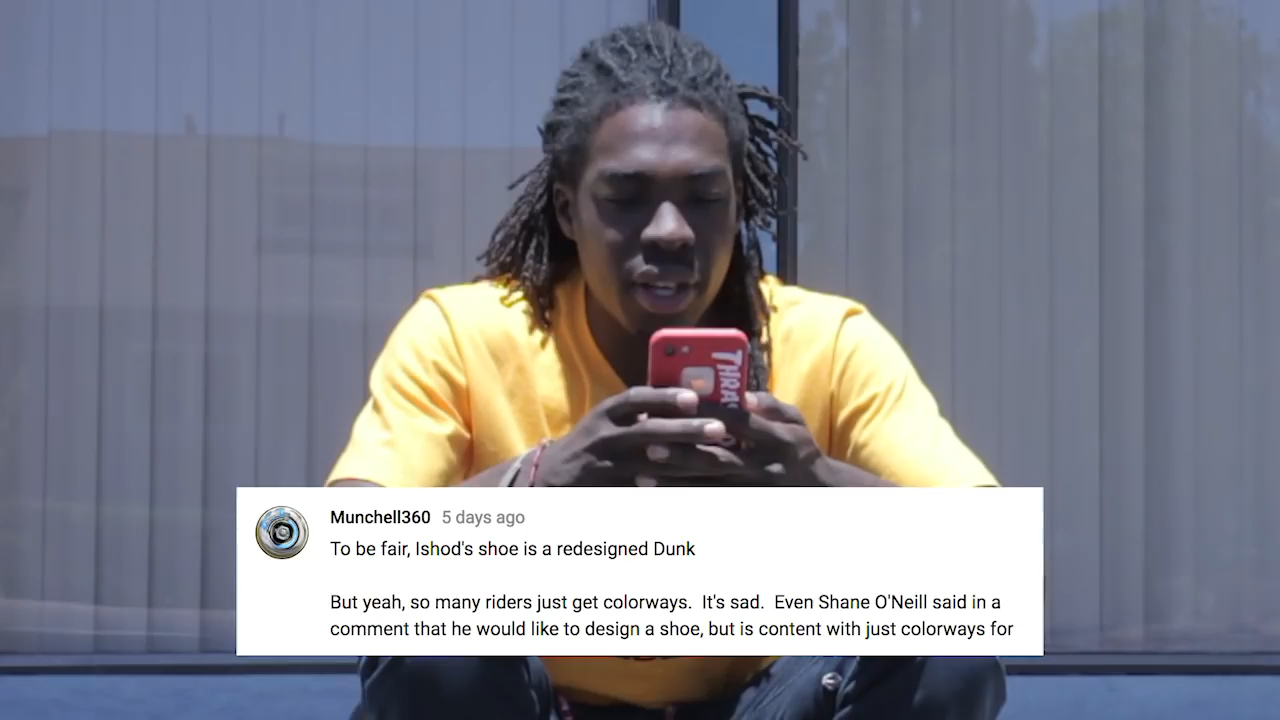 THRA
Munchell360 5 days ago
To be fair, Ishod's shoe is a redesigned Dunk
But yeah, so many riders just get colorways.  It's sad.  Even Shane O'Neill said in a
comment that he would like to design a shoe, but is content with just colorways for